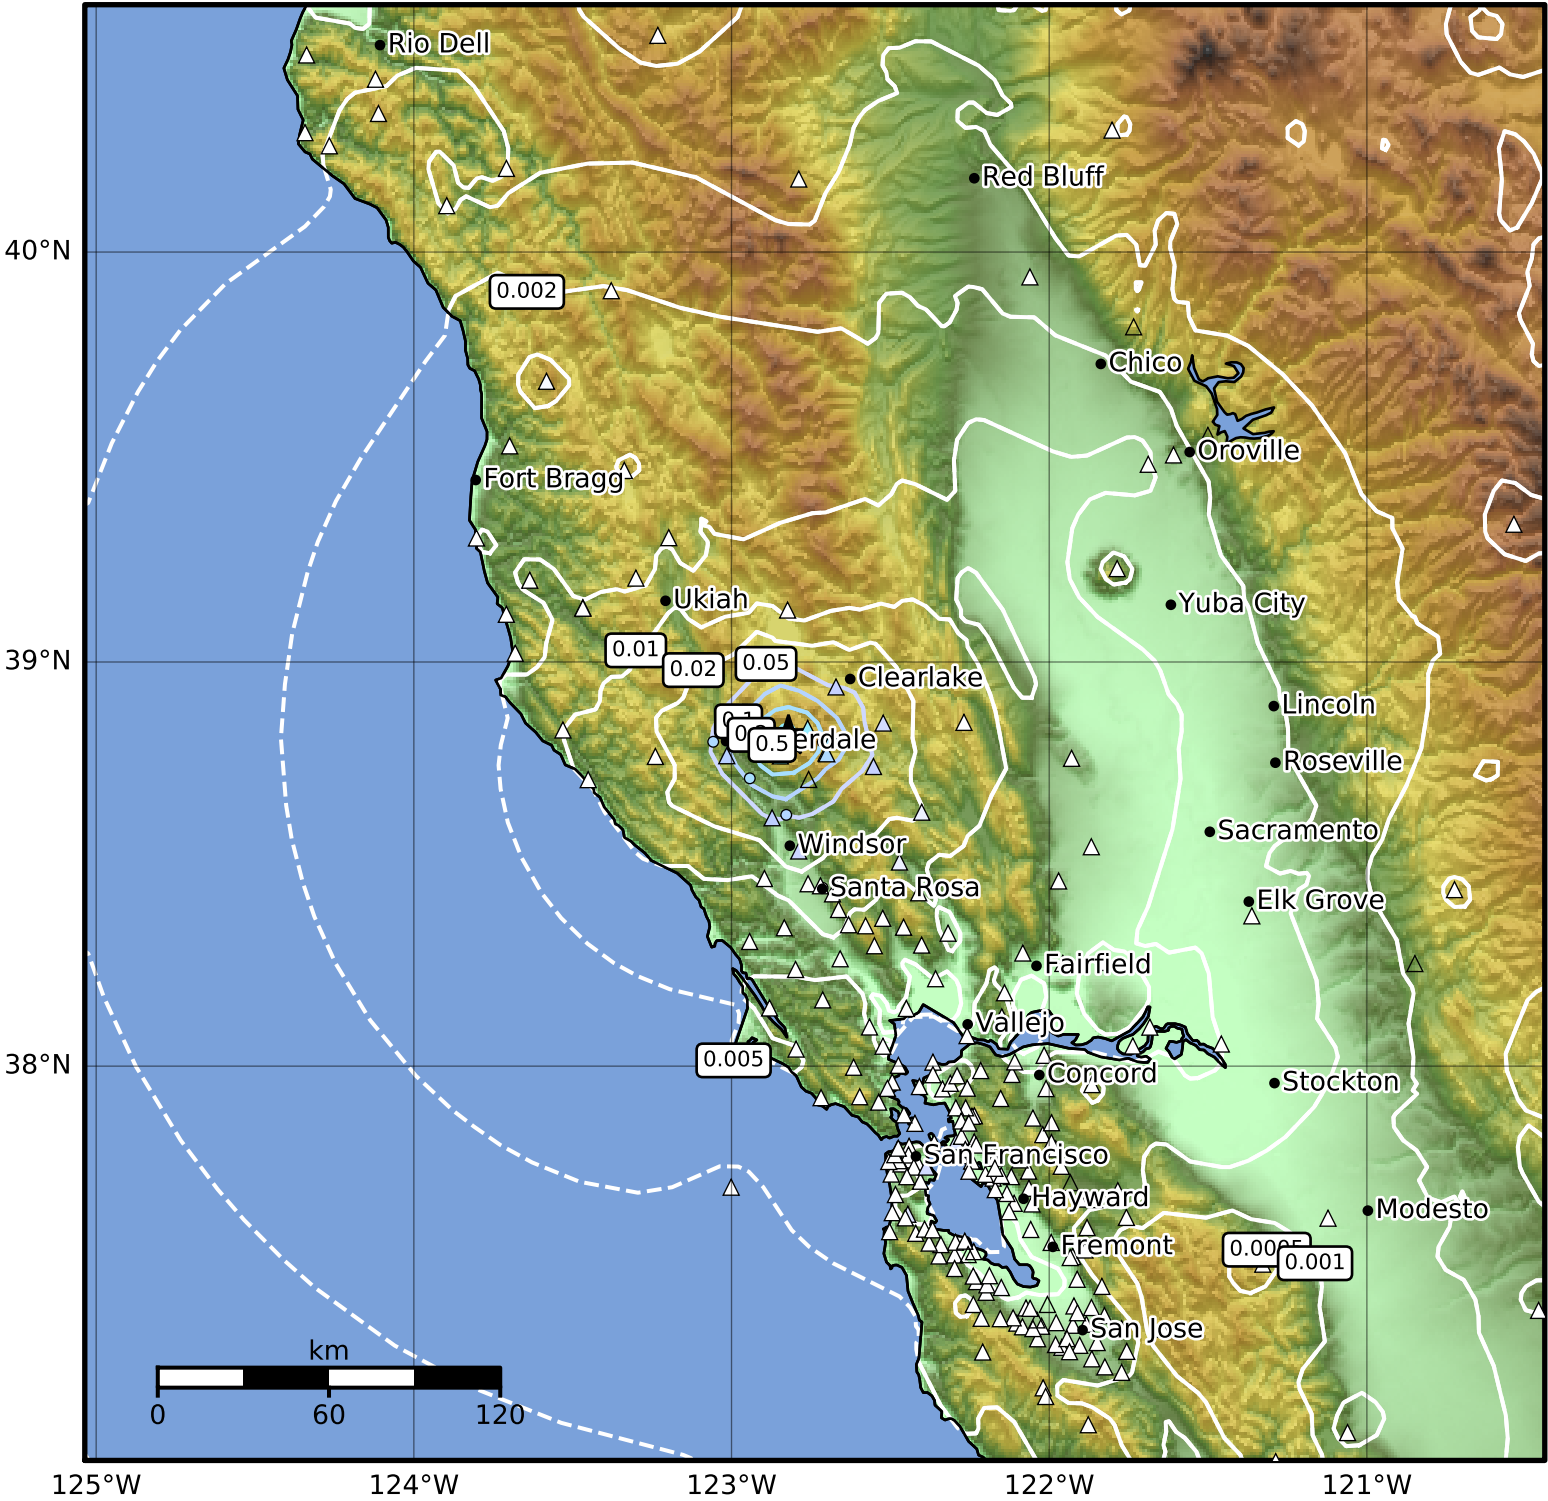 Rio Dell
Red Bluff
40°N
0.002
Chico
Oroville
Fort Bragg
Ukiah
Yuba City
0.01
0.02
0.05
39°N
Clearlake
Lincoln
0.5
erdale
Roseville
Sacramento
Windsor
Santa Rosa
Elk Grove
Fairfield
Vallejo
0.005
38°N
Concord
Stockton
San Francisco
Hayward
Modesto
Fremont
0.001
San Jose
km
0 60 120
125°W 124°W 123°W 122°W 121°W